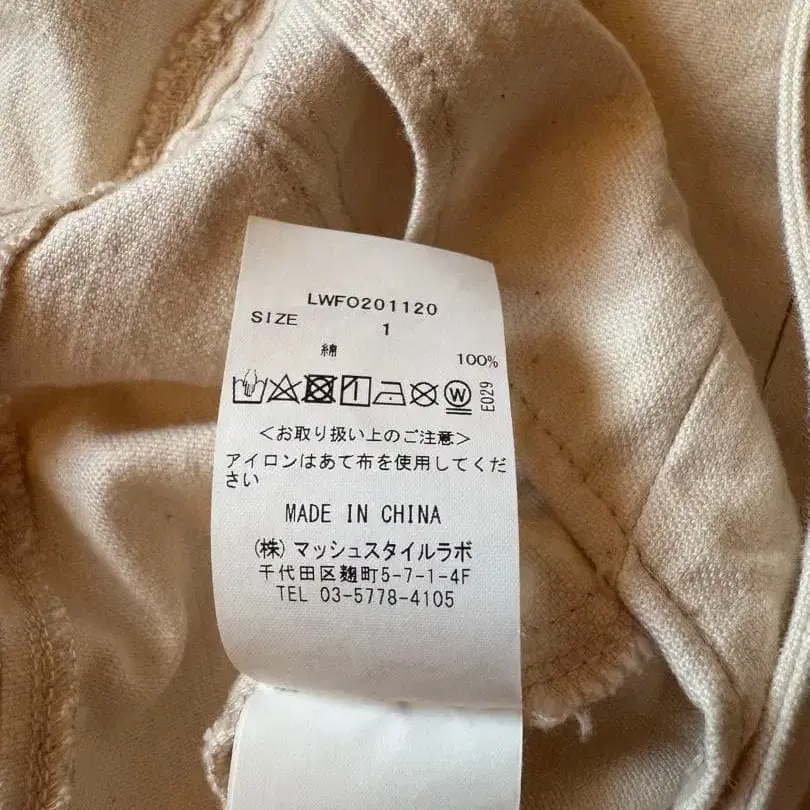 LWFO201120
SIZE 1
綿 100%
W E029
<お取り扱い上のご注意>
アイロンはあて布を使用してくだ
さい
MADE IN CHINA
(株) マッシュスタイルラボ
千代田区麹町5-7-1-4F
TEL 03-5778-4105